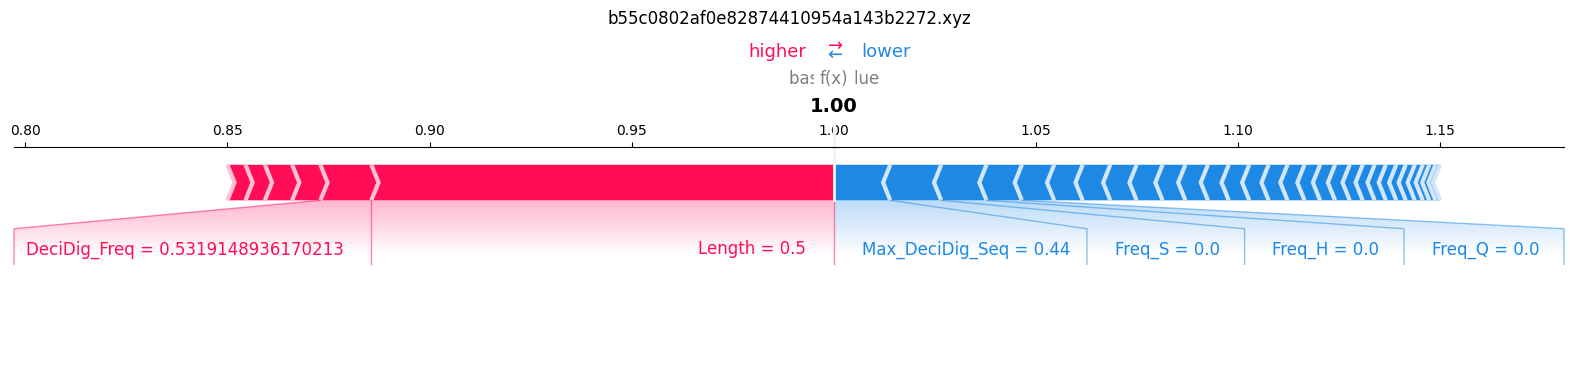 b55c0802af0e82874410954a143b2272.xyz
higher ⇄ lower
bas f(x) lue
1.00
0.80 0.85 0.90 0.95 1.00 1.05 1.10 1.15
DeciDig_Freq = 0.5319148936170213 Length = 0.5 Max_DeciDig_Seq = 0.44 Freq_S = 0.0 Freq_H = 0.0 Freq_Q = 0.0